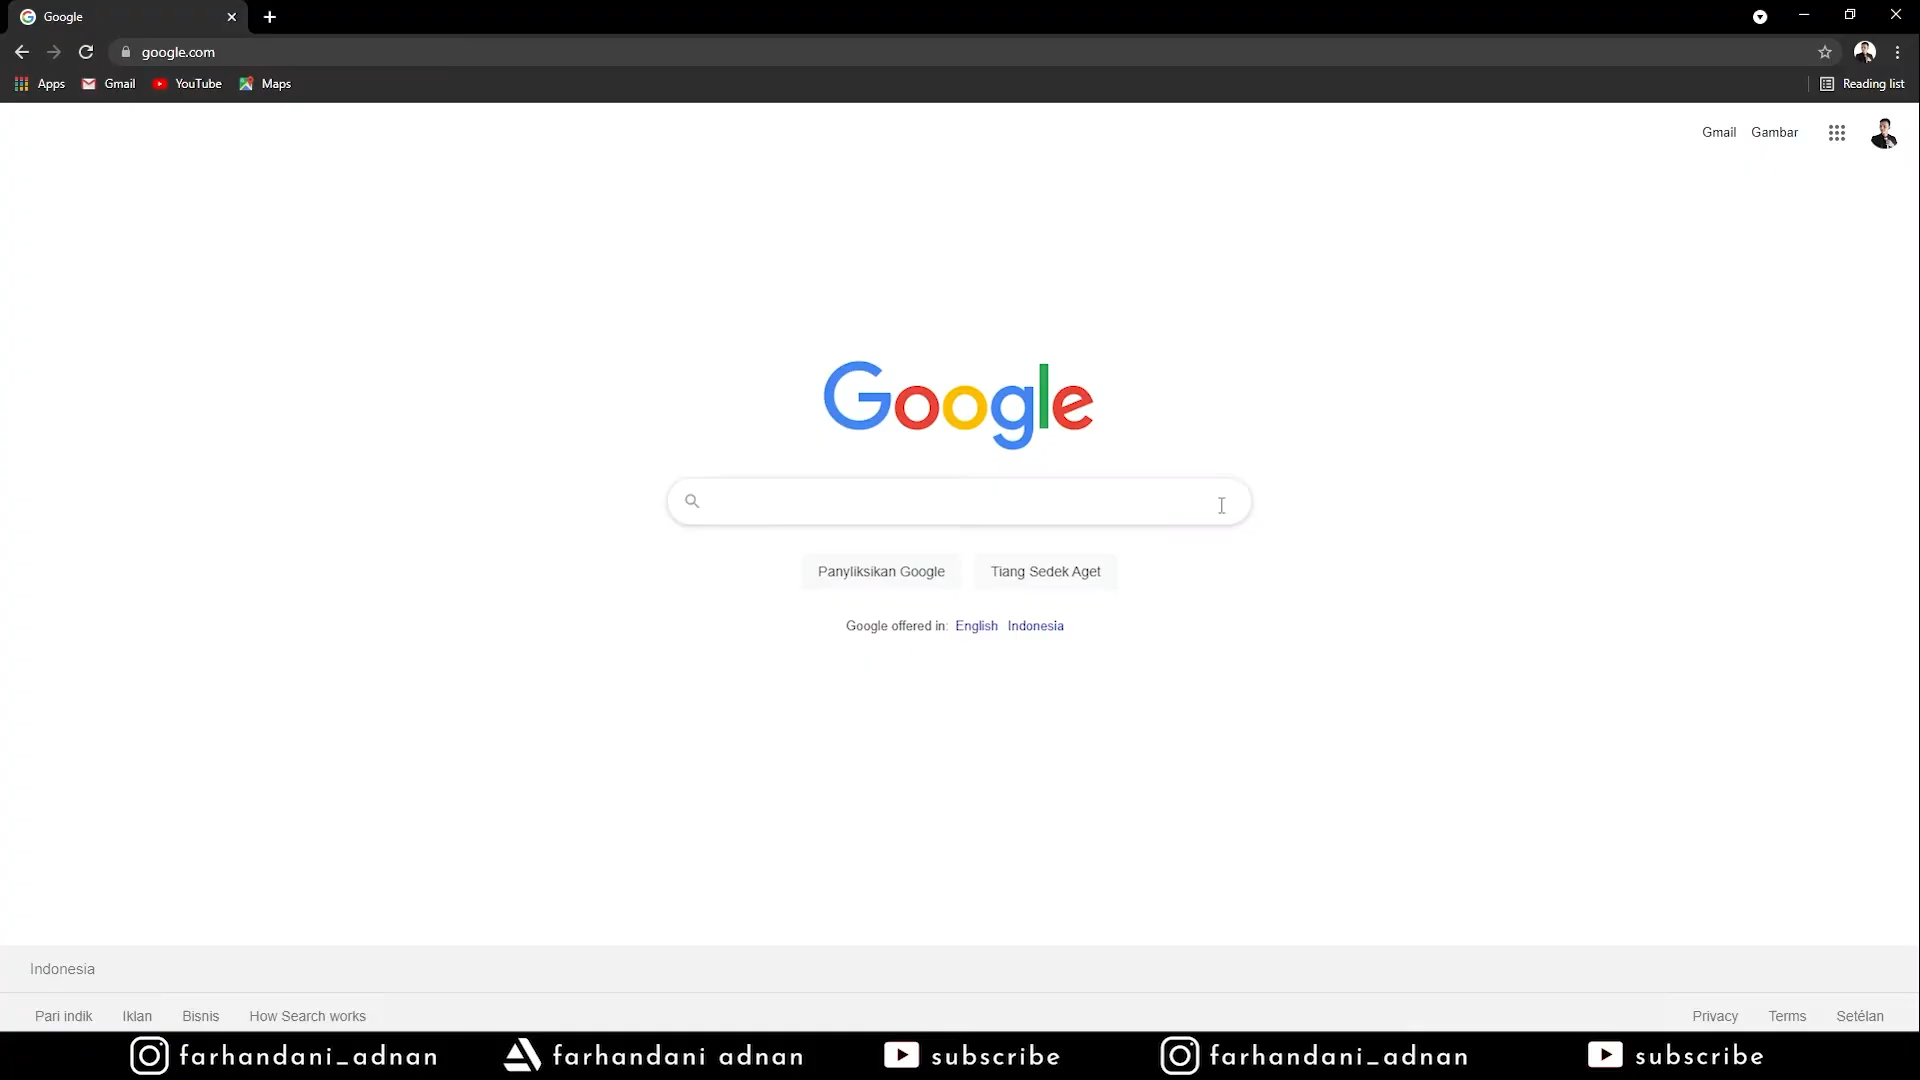 Google
google.com
Apps Gmail YouTube Maps Reading list
Gmail Gambar
Google
Panyliksikan Google Tiang Sedek Aget
Google offered in: English Indonesia
Indonesia
Pari indik Iklan Bisnis How Search works Privacy Terms Setélan
farhandani_adnan farhandani adnan subscribe farhandani_adnan subscribe